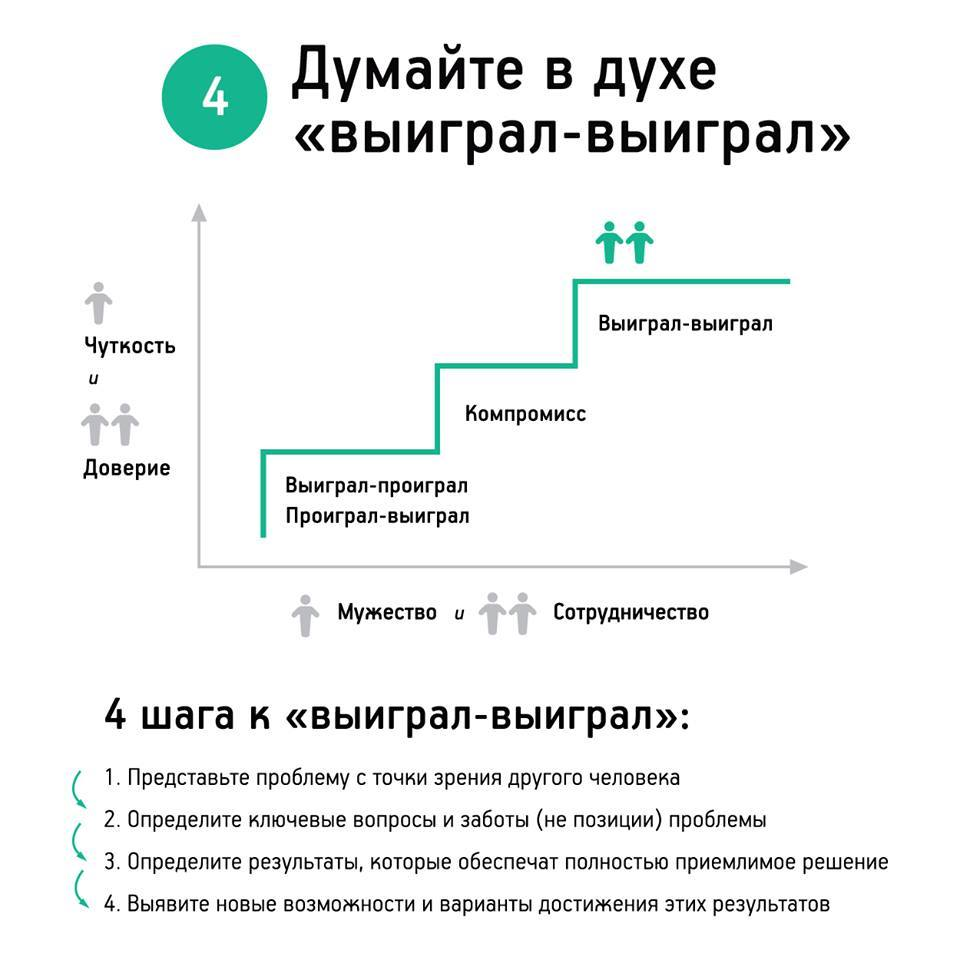 4
Думайте в духе
«выиграл-выиграл»
Чуткость
и
Доверие
Выиграл-выиграл
Компромисс
Выиграл-проиграл
Проиграл-выиграл
Мужество и Сотрудничество
4 шага к «выиграл-выиграл»:
1. Представьте проблему с точки зрения другого человека
2. Определите ключевые вопросы и заботы (не позиции) проблемы
3. Определите результаты, которые обеспечат полностью приемлимое решение
4. Выявите новые возможности и варианты достижения этих результатов